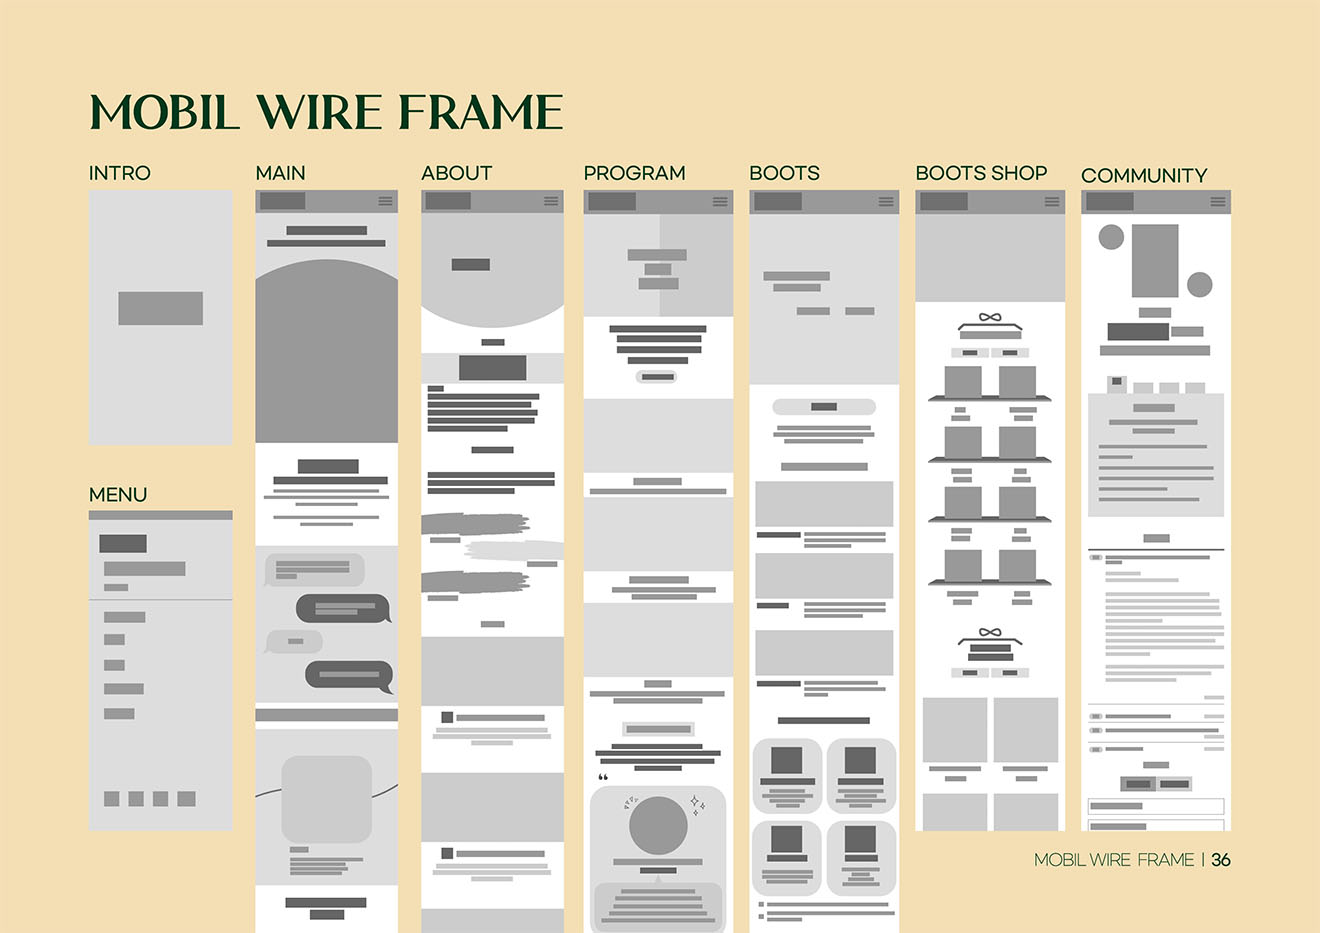 MOBIL WIRE FRAME
INTRO
MAIN
ABOUT
PROGRAM
BOOTS
BOOTS SHOP
COMMUNITY
MENU
“
MOBIL WIRE FRAME | 36